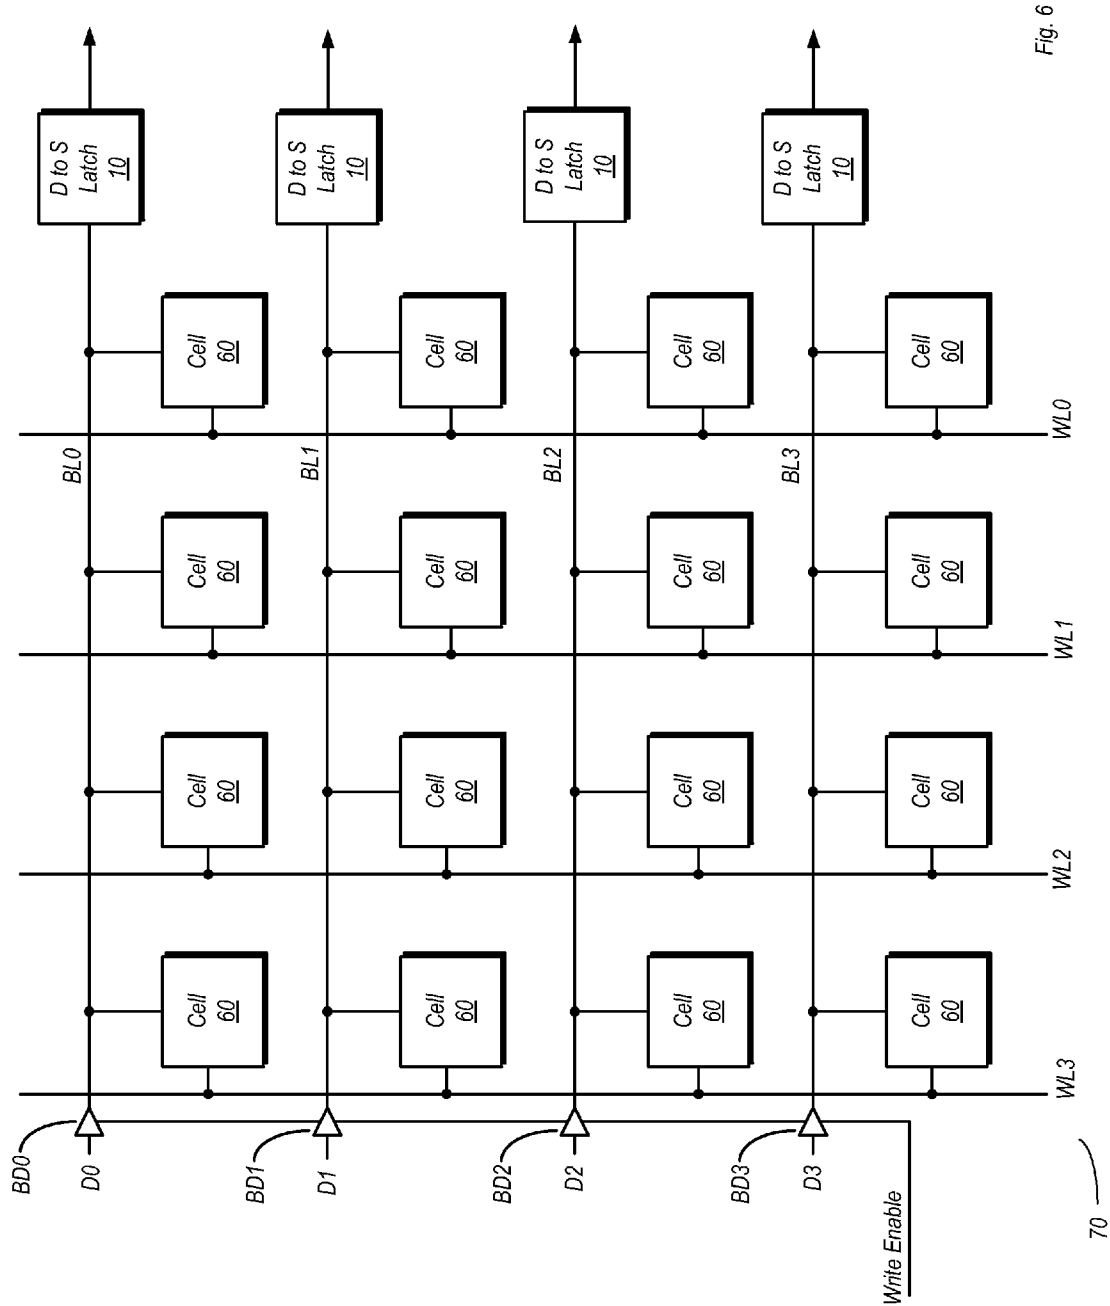 BD0
D0
BL0
D to S
Latch
10
Cell
60
Cell
60
Cell
60
Cell
60
BD1
D1
BL1
D to S
Latch
10
Cell
60
Cell
60
Cell
60
Cell
60
BD2
D2
BL2
D to S
Latch
10
Cell
60
Cell
60
Cell
60
Cell
60
BD3
D3
BL3
D to S
Latch
10
Cell
60
Cell
60
Cell
60
Cell
60
Write Enable
WL3
WL2
WL1
WL0
70
Fig. 6